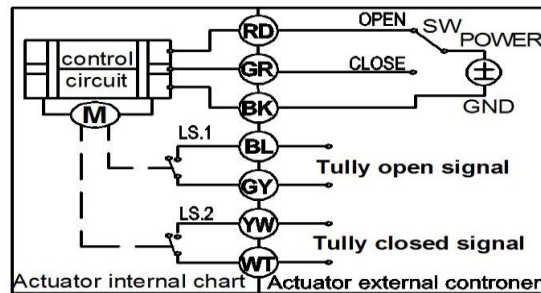 RD OPEN SW POWER
control circuit
GR CLOSE
BK GND
M
LS.1 BL
Tully open signal
GY
LS.2 YW
Tully closed signal
WT
Actuator internal chart
Actuator external controner